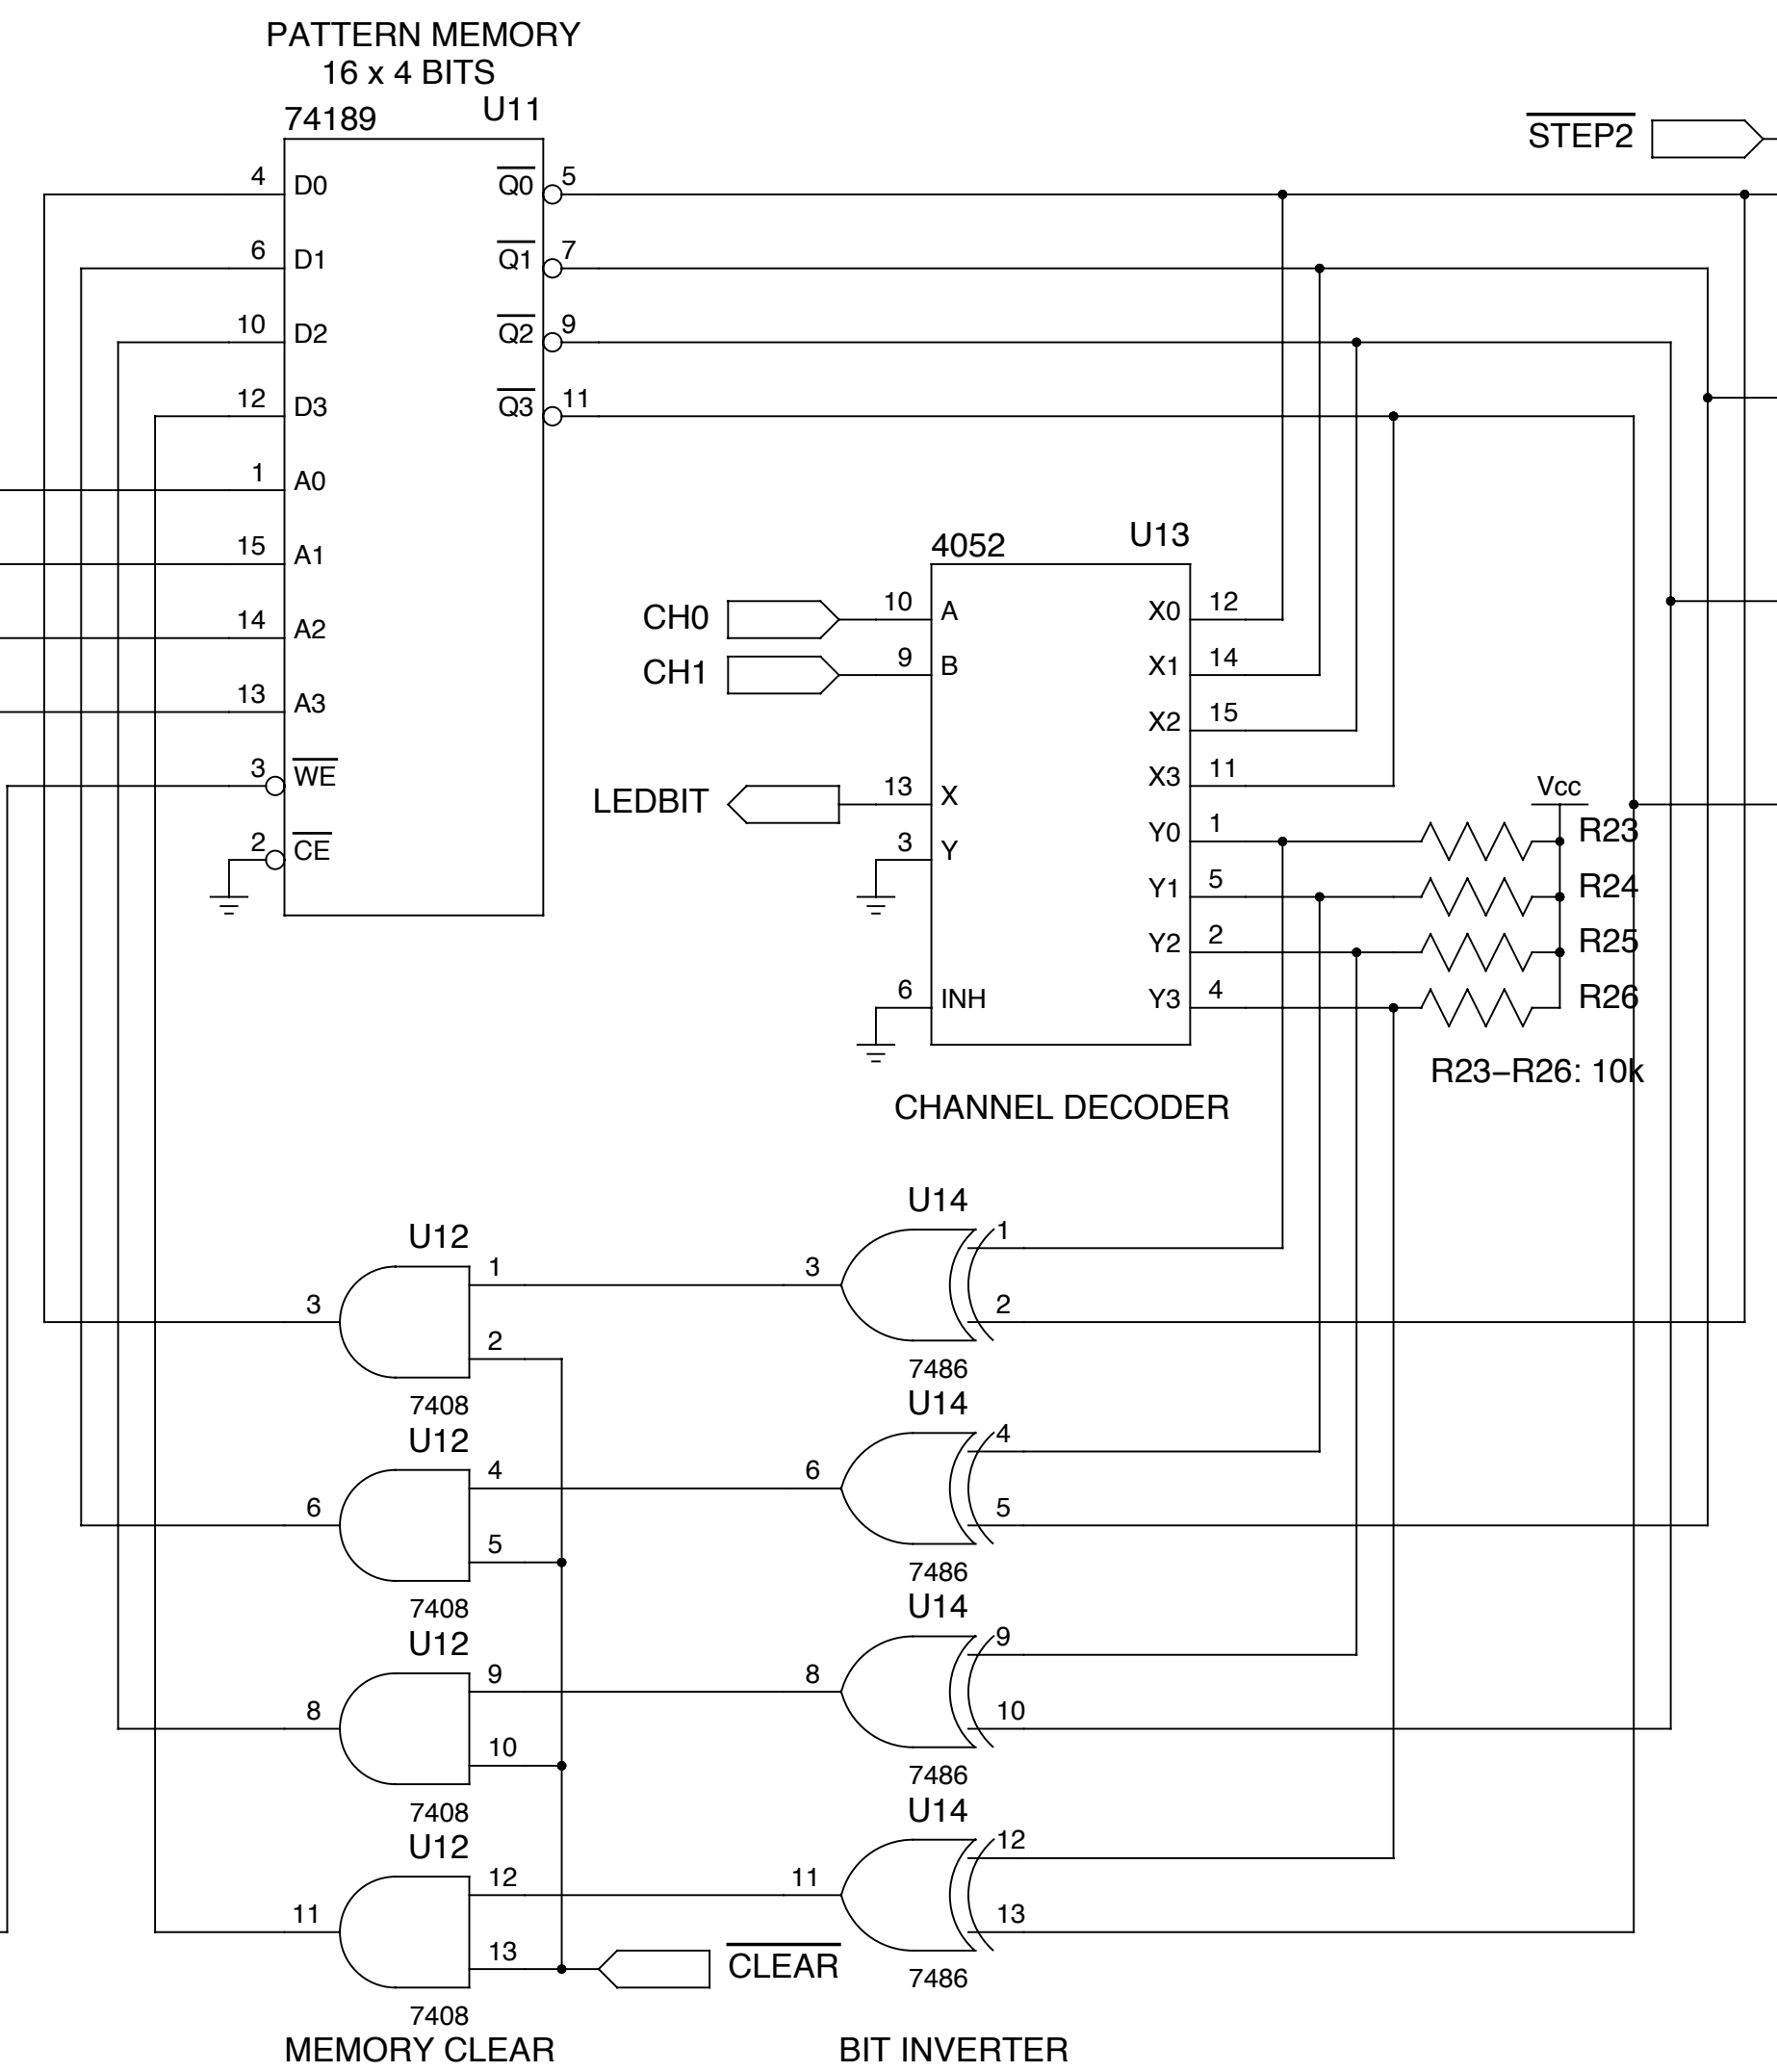 PATTERN MEMORY
16 x 4 BITS
74189 U11
STEP2
4 D0 Q0 5
6 D1 Q1 7
10 D2 Q2 9
12 D3 Q3 11
1 A0
15 A1
14 A2
13 A3
3 WE
2 CE
4052 U13
CH0 10 A X0 12
CH1 9 B X1 14
X2 15
X3 11
LEDBIT 13 X
3 Y
Vcc
Y0 1 R23
Y1 5 R24
Y2 2 R25
6 INH Y3 4 R26
R23–R26: 10k
CHANNEL DECODER
U14
U12
1 3 1
3
2 2
7486
7408
U14
U12
4 6 4
6
5 5
7486
7408
U14
U12
9 8 9
8
10 10
7486
7408
U14
U12
12 11 12
11
13 CLEAR 13
7486
7408
MEMORY CLEAR BIT INVERTER